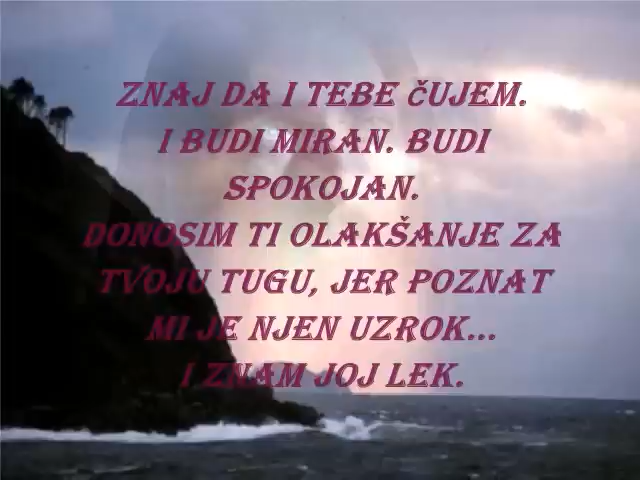 ZNAJ DA I TEBE ČUJEM.
I BUDI MIRAN. BUDI
SPOKOJAN.
DONOSIM TI OLAKŠANJE ZA
TVOJU TUGU, JER POZNAT
MI JE NJEN UZROK...
I ZNAM JOJ LEK.